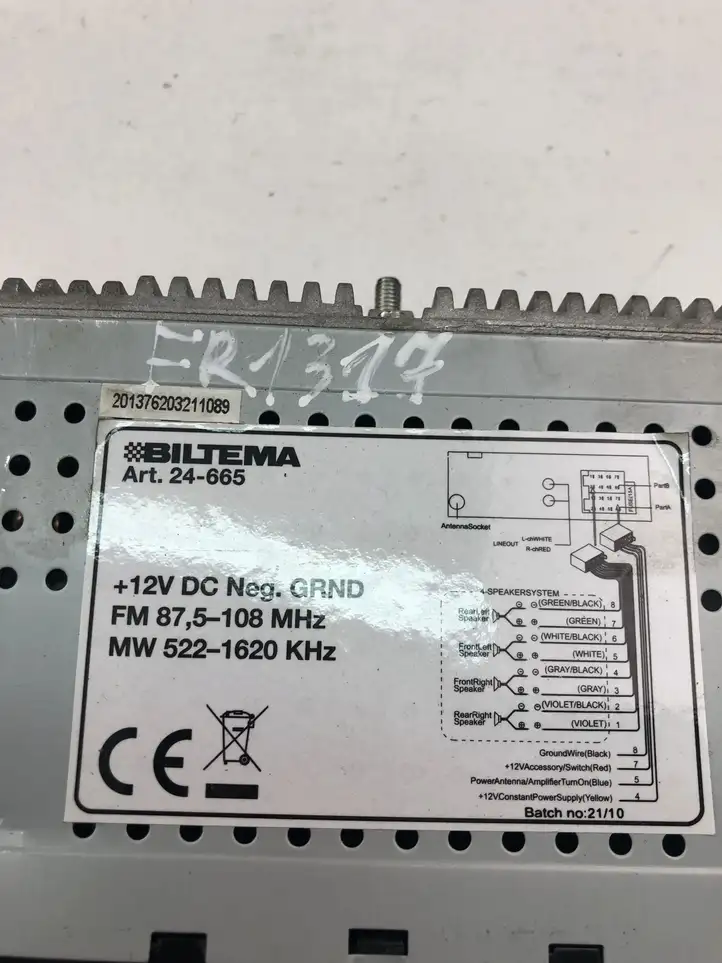 ER1317
201376203211089
BILTEMA
Art. 24-665
+12V DC Neg. GRND
FM 87,5–108 MHz
MW 522–1620 KHz
CE
AntennaSocket
LINEOUT
L-chWHITE
R-chRED
PartB
PartA
FUSE(15A)
4-SPEAKERSYSTEM
RearLeft
Speaker
(GREEN/BLACK) 8
(GREEN) 7
FrontLeft
Speaker
(WHITE/BLACK) 6
(WHITE) 5
FrontRight
Speaker
(GRAY/BLACK) 4
(GRAY) 3
RearRight
Speaker
(VIOLET/BLACK) 2
(VIOLET) 1
GroundWire(Black) 8
+12VAccessory/Switch(Red) 7
PowerAntenna/AmplifierTurnOn(Blue) 5
+12VConstantPowerSupply(Yellow) 4
Batch no:21/10